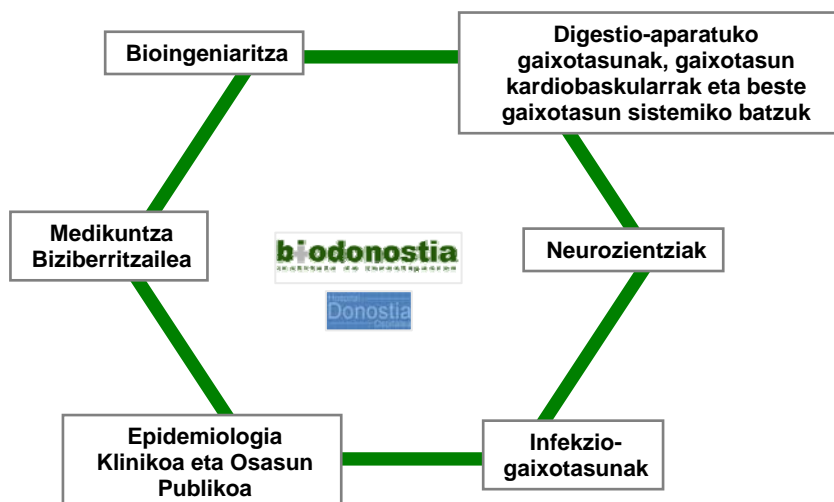 Bioingeniaritza
Digestio-aparatuko
gaixotasunak, gaixotasun
kardiobaskularrak eta beste
gaixotasun sistemiko batzuk
Medikuntza
Biziberritzailea
biodonostia
Hospital
Donostia
Neurozientziak
Epidemiologia
Klinikoa eta Osasun
Publikoa
Infekzio-
gaixotasunak